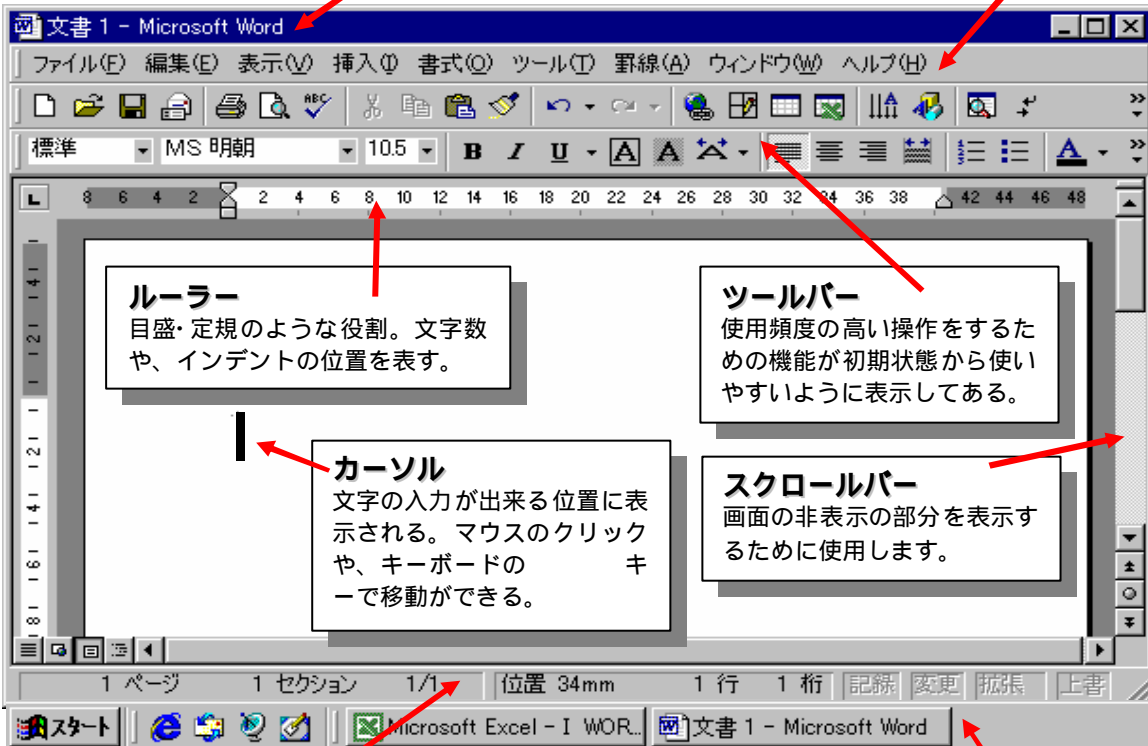 文書 1 - Microsoft Word
ファイル(F) 編集(E) 表示(V) 挿入(I) 書式(O) ツール(T) 罫線(A) ウィンドウ(W) ヘルプ(H)
ABC
標準 MS 明朝 10.5 B I U A A A
8 6 4 2 2 4 6 8 10 12 14 16 18 20 22 24 26 28 30 32 34 36 38 42 44 46 48
ルーラー
目盛・定規のような役割。文字数
や、インデントの位置を表す。
ツールバー
使用頻度の高い操作をするた
めの機能が初期状態から使い
やすいように表示してある。
カーソル
文字の入力が出来る位置に表
示される。マウスのクリック
や、キーボードの キ
ーで移動ができる。
スクロールバー
画面の非表示の部分を表示す
るために使用します。
4
2
2
4
6
8
1 ページ 1 セクション 1/1 位置 34mm 1 行 1 桁 記録 変更 拡張 上書
スタート Microsoft Excel - I WOR... 文書 1 - Microsoft Word